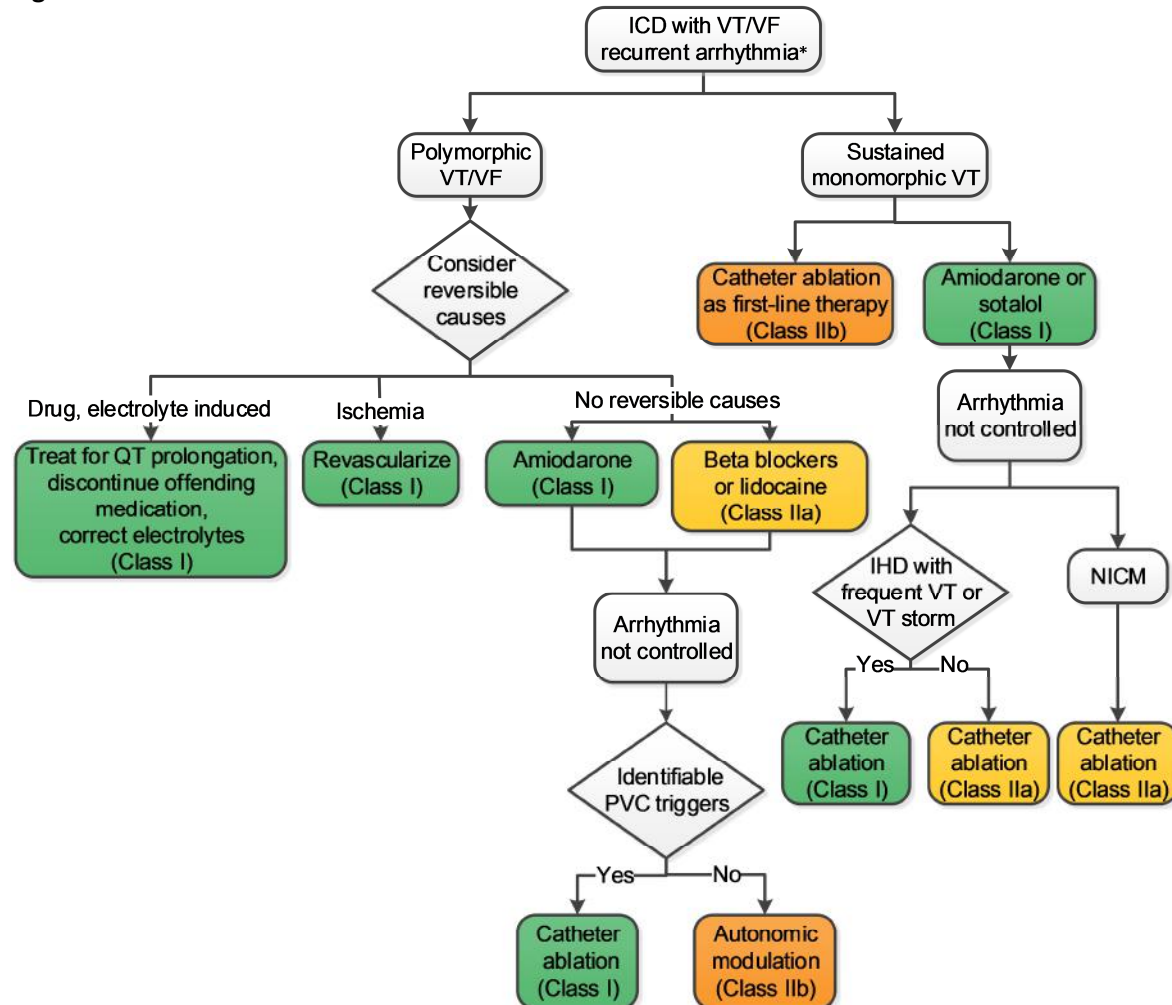 ICD with VT/VF
recurrent arrhythmia*
Polymorphic
VT/VF
Sustained
monomorphic VT
Consider
reversible
causes
Catheter ablation
as first-line therapy
(Class IIb)
Amiodarone or
sotalol
(Class I)
Drug, electrolyte induced
Ischemia
No reversible causes
Arrhythmia
not controlled
Treat for QT prolongation,
discontinue offending
medication,
correct electrolytes
(Class I)
Revascularize
(Class I)
Amiodarone
(Class I)
Beta blockers
or lidocaine
(Class IIa)
IHD with
frequent VT or
VT storm
NICM
Arrhythmia
not controlled
Yes
No
Catheter
ablation
(Class I)
Catheter
ablation
(Class IIa)
Catheter
ablation
(Class IIa)
Identifiable
PVC triggers
Yes
No
Catheter
ablation
(Class I)
Autonomic
modulation
(Class IIb)